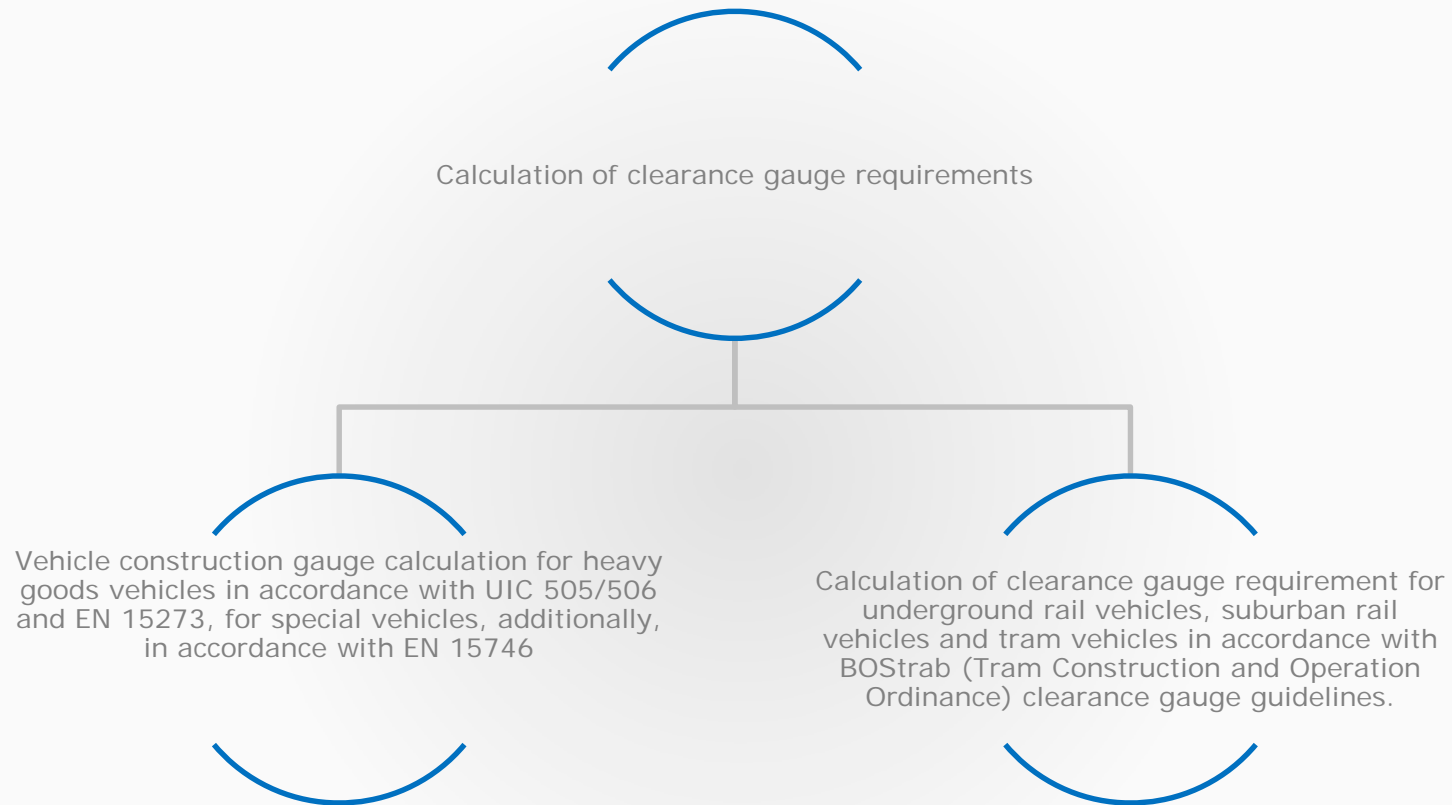 Calculation of clearance gauge requirements
Vehicle construction gauge calculation for heavy
goods vehicles in accordance with UIC 505/506
and EN 15273, for special vehicles, additionally,
in accordance with EN 15746
Calculation of clearance gauge requirement for
underground rail vehicles, suburban rail
vehicles and tram vehicles in accordance with
BOStrab (Tram Construction and Operation
Ordinance) clearance gauge guidelines.